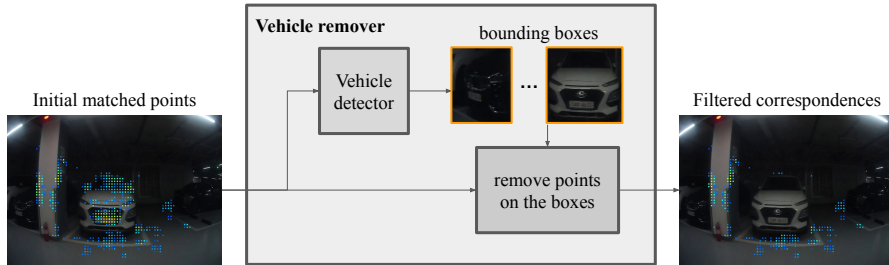 Vehicle remover
bounding boxes
Vehicle
detector
...
Initial matched points
Filtered correspondences
remove points
on the boxes